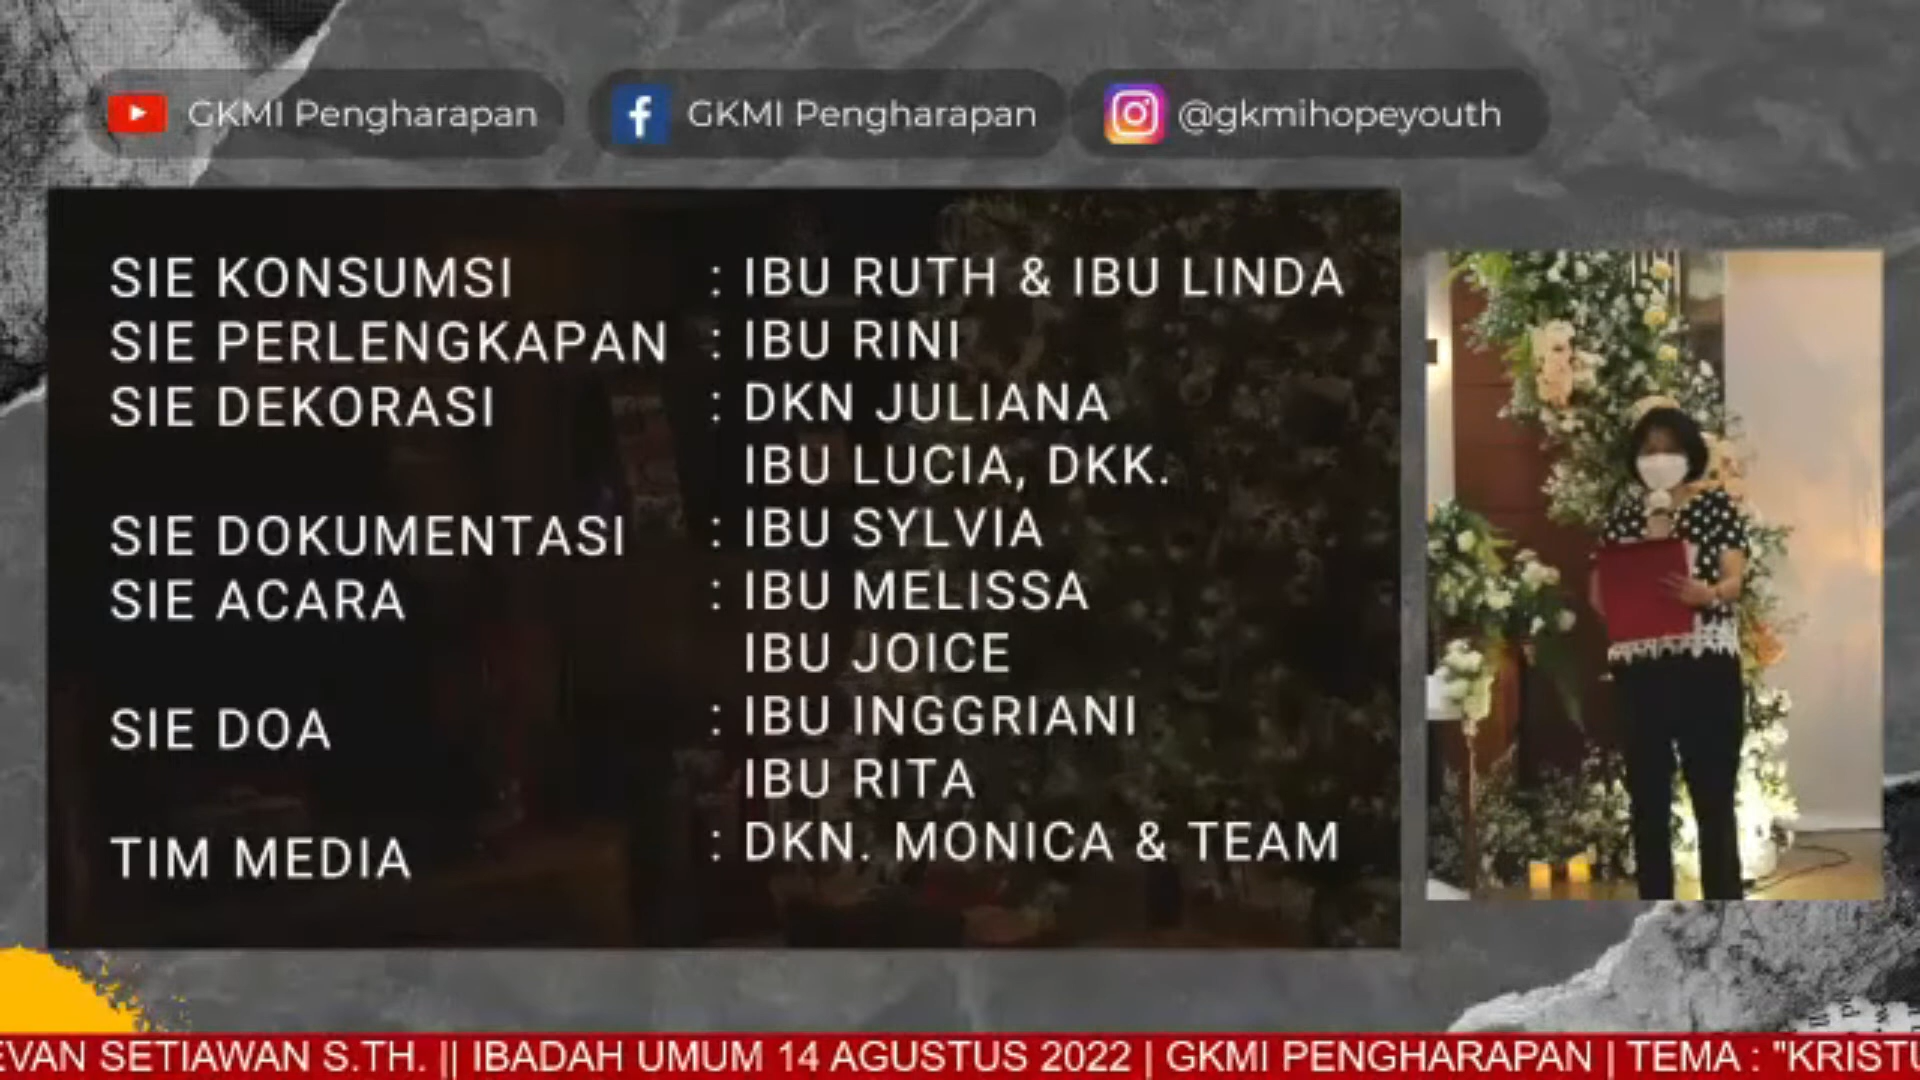 GKMI Pengharapan
GKMI Pengharapan
@gkmihopeyouth
SIE KONSUMSI : IBU RUTH & IBU LINDA
SIE PERLENGKAPAN : IBU RINI
SIE DEKORASI : DKN JULIANA
IBU LUCIA, DKK.
SIE DOKUMENTASI : IBU SYLVIA
SIE ACARA : IBU MELISSA
IBU JOICE
SIE DOA : IBU INGGRIANI
IBU RITA
TIM MEDIA : DKN. MONICA & TEAM
EVAN SETIAWAN S.TH. || IBADAH UMUM 14 AGUSTUS 2022 | GKMI PENGHARAPAN | TEMA : "KRISTU